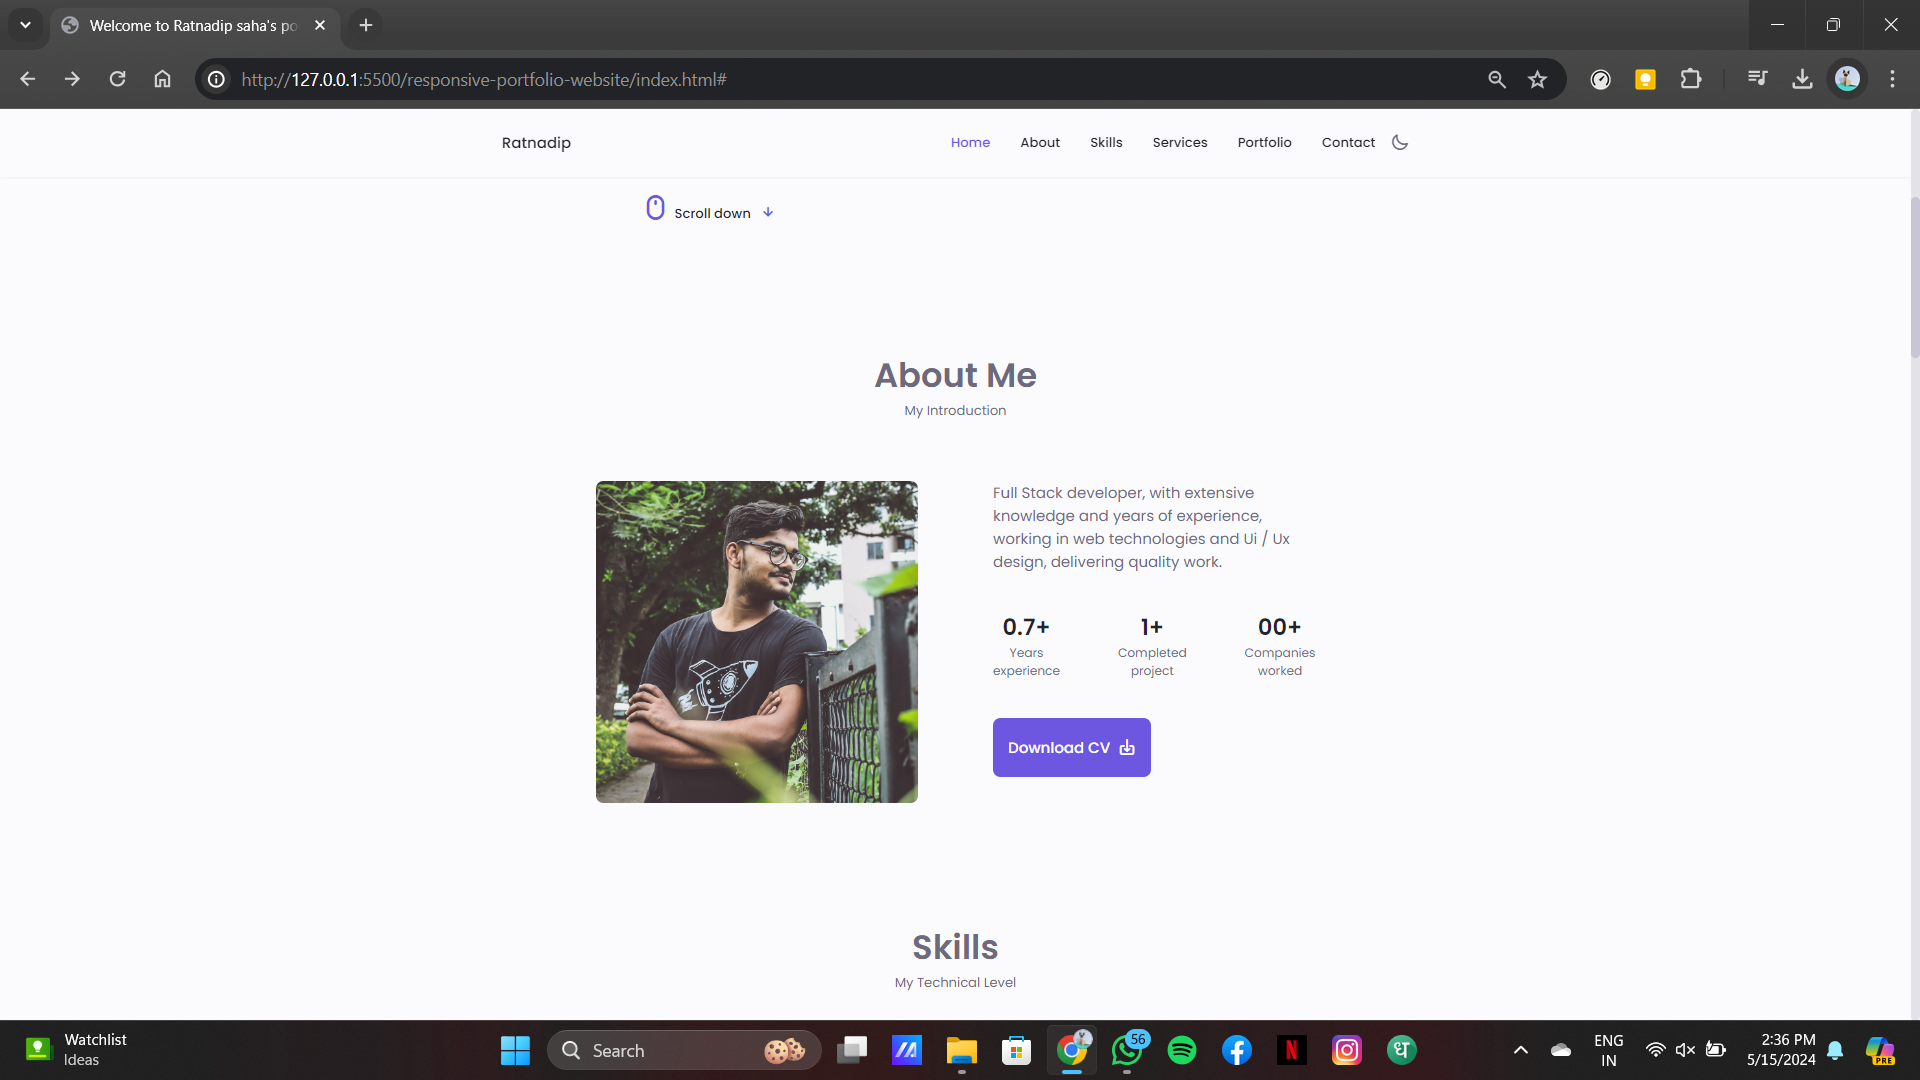 Welcome to Ratnadip saha's po
http://127.0.0.1:5500/responsive-portfolio-website/index.html#
Ratnadip
Home
About
Skills
Services
Portfolio
Contact
Scroll down
About Me
My Introduction
Full Stack developer, with extensive
knowledge and years of experience,
working in web technologies and Ui / Ux
design, delivering quality work.
0.7+
Years
experience
1+
Completed
project
00+
Companies
worked
Download CV
Skills
My Technical Level
Watchlist
Ideas
Search
56
N
धा
ENG
IN
2:36 PM
5/15/2024
PRE